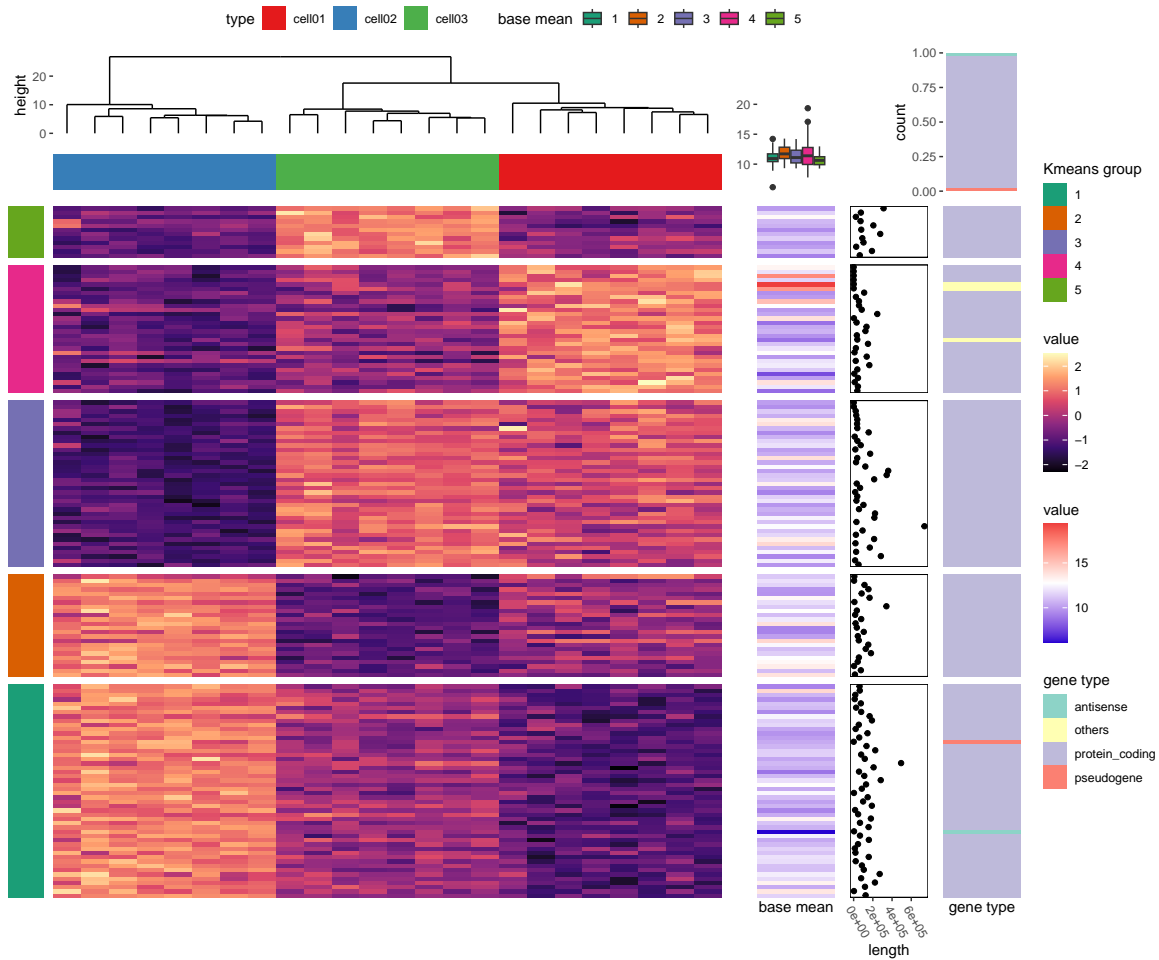 type cell01 cell02 cell03 base mean 1 2 3 4 5
height
20
10
0
20
15
10
count
1.00
0.75
0.50
0.25
0.00
Kmeans group
1
2
3
4
5
value
2
1
0
−1
−2
value
15
10
gene type
antisense
others
protein_coding
pseudogene
base mean
0e+00
2e+05
4e+05
6e+05
length
gene type